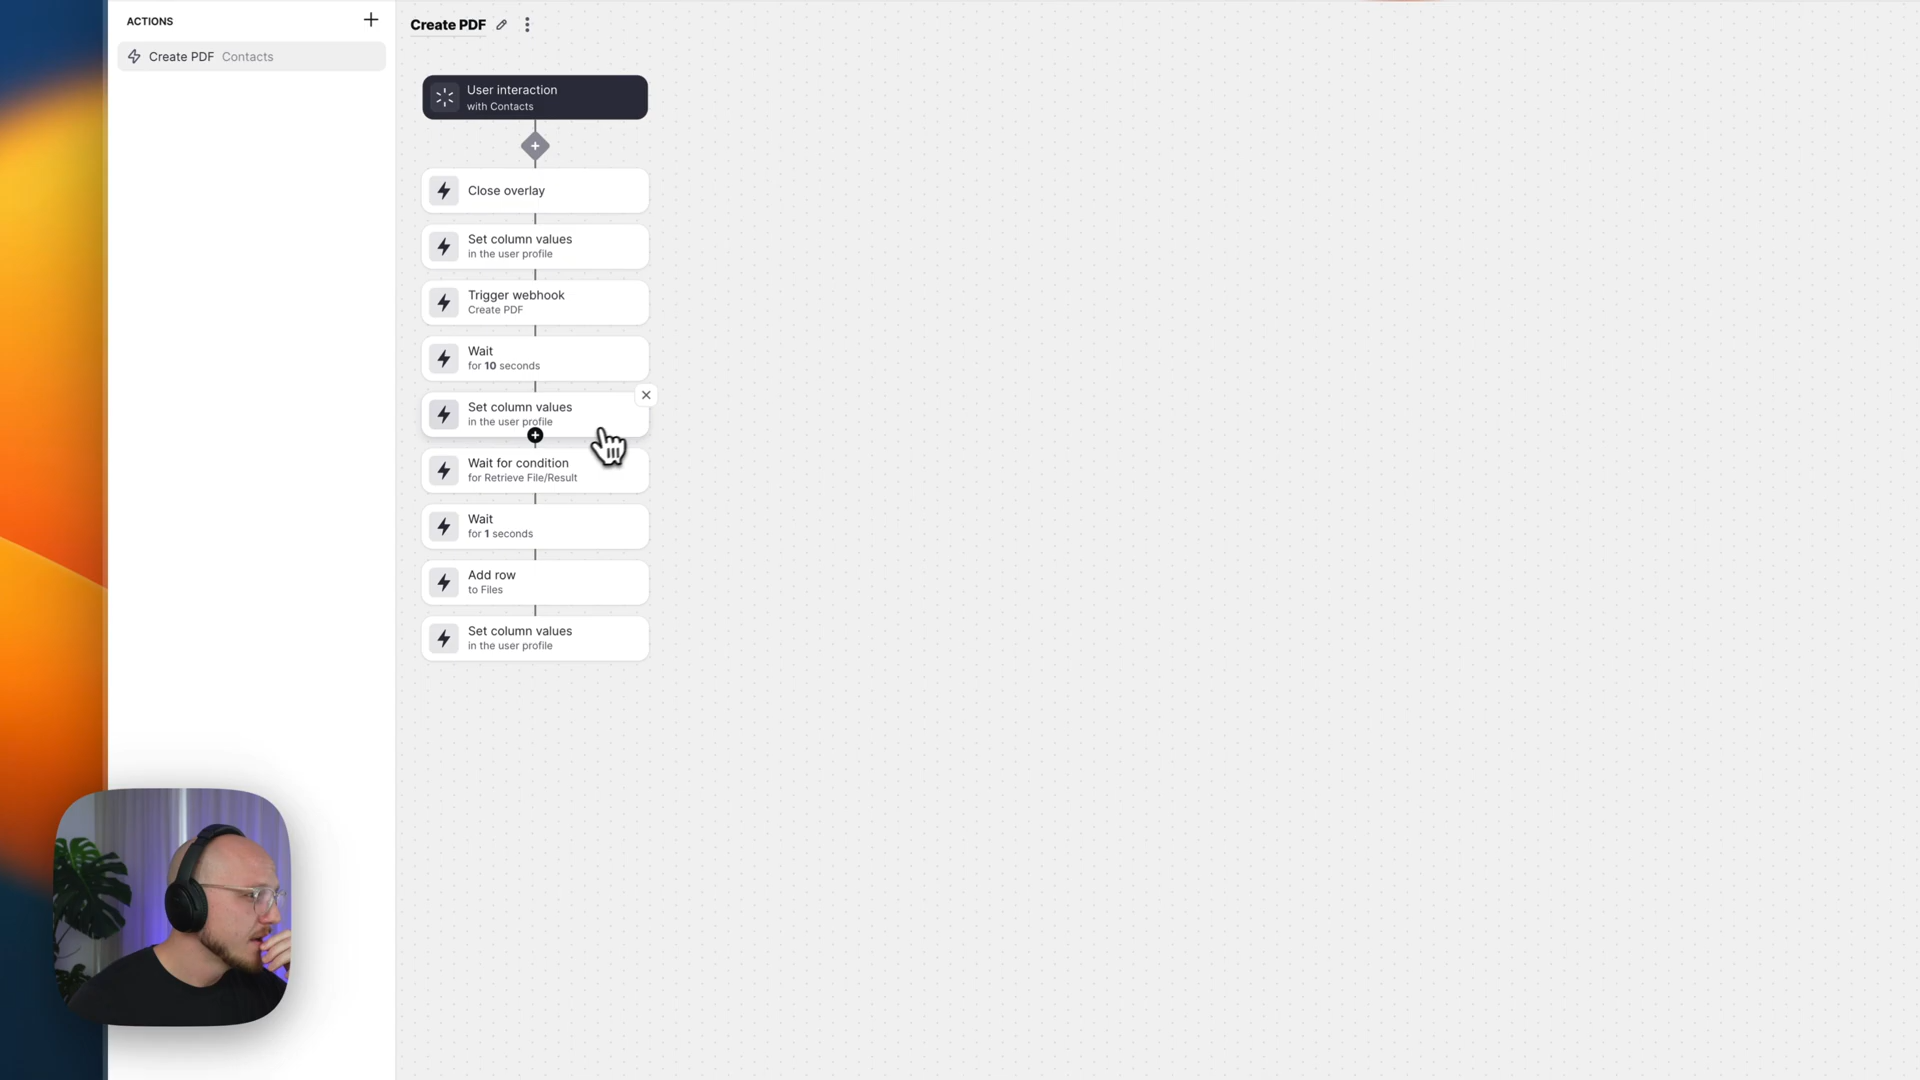 ACTIONS
Create PDF Contacts
Create PDF
User interaction
with Contacts
Close overlay
Set column values
in the user profile
Trigger webhook
Create PDF
Wait
for 10 seconds
Set column values
in the user profile
Wait for condition
for Retrieve File/Result
Wait
for 1 seconds
Add row
to Files
Set column values
in the user profile